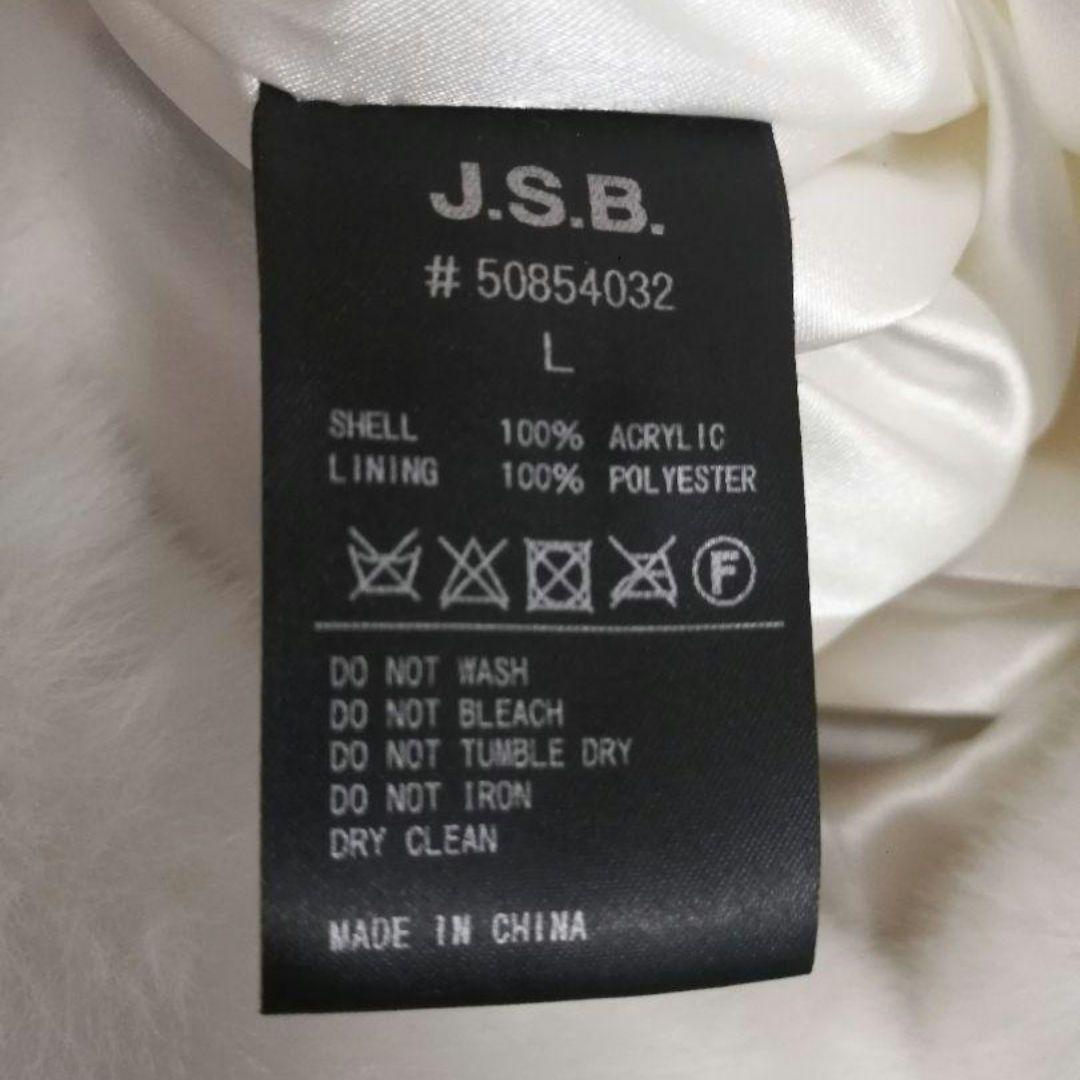 J.S.B.
# 50854032
L
SHELL 100% ACRYLIC
LINING 100% POLYESTER
F
DO NOT WASH
DO NOT BLEACH
DO NOT TUMBLE DRY
DO NOT IRON
DRY CLEAN
MADE IN CHINA